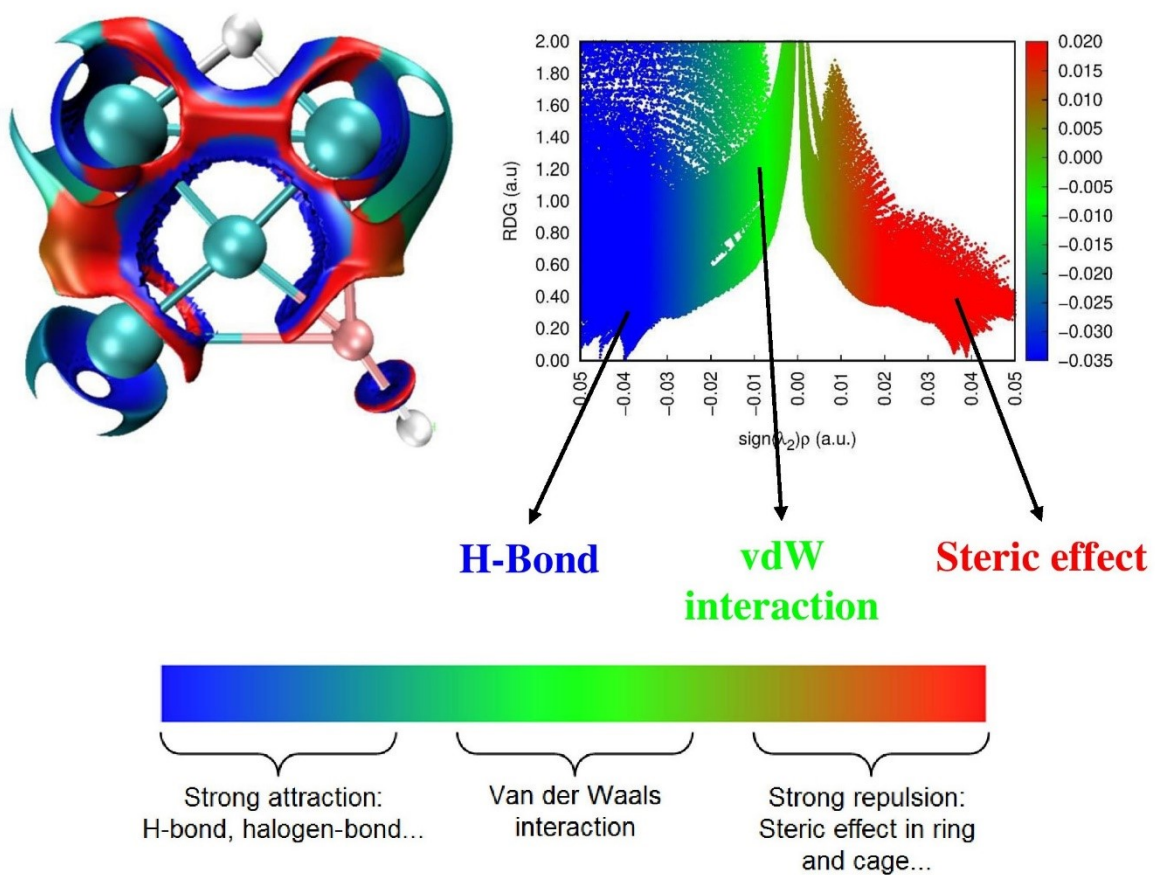 2.00
1.80
1.60
1.40
1.20
1.00
0.80
0.60
0.40
0.20
0.00
RDG (a.u)
0.05
−0.04
−0.03
−0.02
−0.01
0.00
0.01
0.02
0.03
0.04
0.05
sign(λ2)ρ (a.u.)
0.020
0.015
0.010
0.005
0.000
−0.005
−0.010
−0.015
−0.020
−0.025
−0.030
−0.035
H-Bond
vdW
interaction
Steric effect
Strong attraction:
H-bond, halogen-bond...
Van der Waals
interaction
Strong repulsion:
Steric effect in ring
and cage...